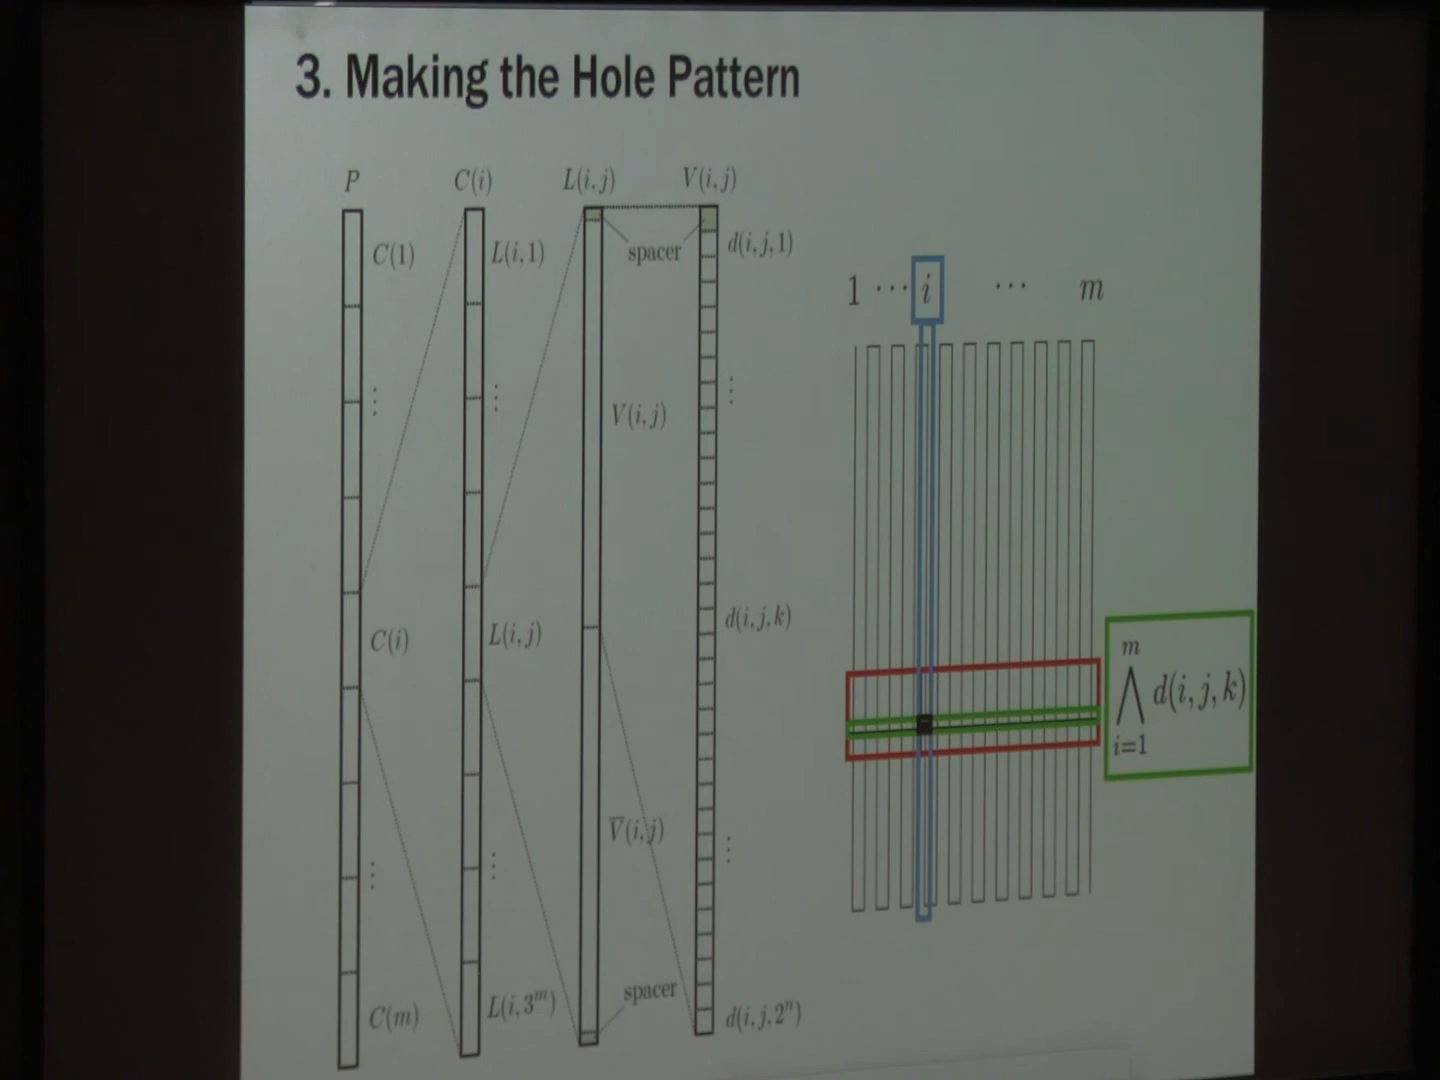 3. Making the Hole Pattern
P C(i) L(i,j) V(i,j)
C(1) L(i,1) spacer d(i,j,1)
1 ⋯ i ⋯ m
⋮ ⋮ V(i,j) ⋮
C(i) L(i,j) d(i,j,k)
m
⋀ d(i,j,k)
i=1
V̅(i,j)
⋮ ⋮ ⋮
C(m) L(i,3^m) spacer d(i,j,2^n)